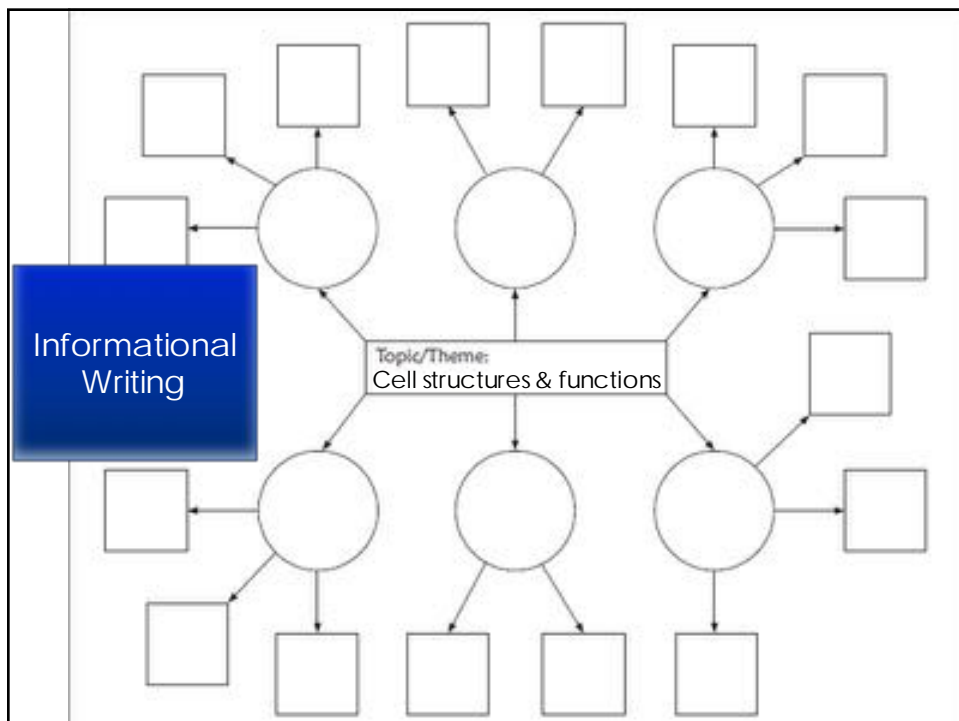 Informational
Writing
Topic/Theme:
Cell structures & functions